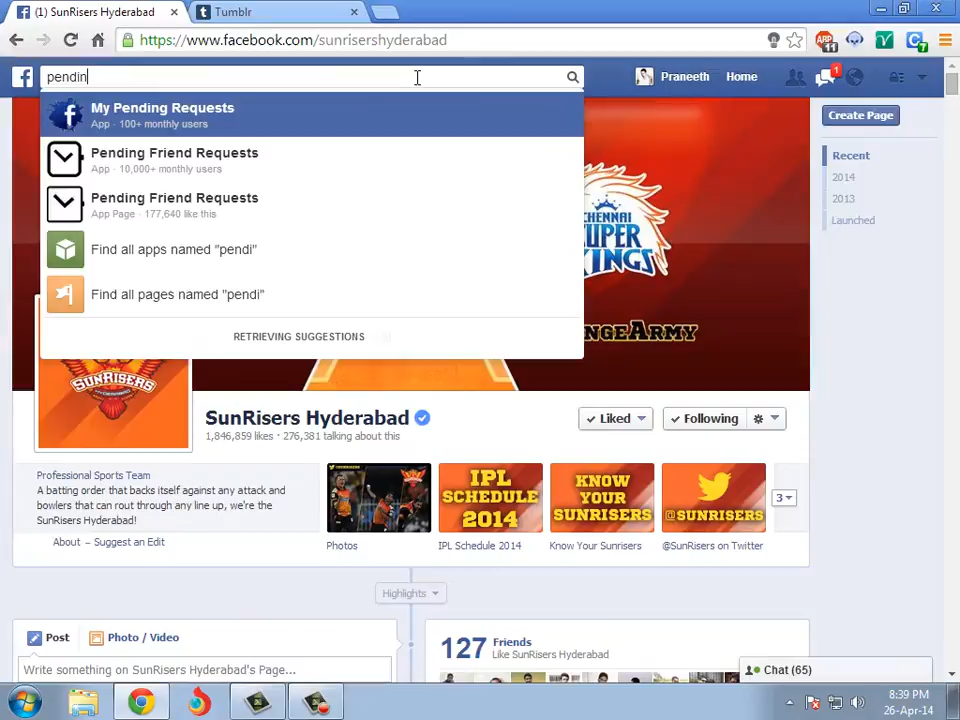 (1) SunRisers Hyderabad
Tumblr
https://www.facebook.com/sunrisershyderabad
11
7
pendin
Praneeth
Home
1
My Pending Requests
App · 100+ monthly users
Pending Friend Requests
App · 10,000+ monthly users
Pending Friend Requests
App Page · 177,640 like this
Find all apps named "pendi"
Find all pages named "pendi"
RETRIEVING SUGGESTIONS
Create Page
Recent
2014
2013
Launched
CHENNAI
SUPER
KINGS
NGEARMY
SUNRISERS
SunRisers Hyderabad
1,846,859 likes · 276,381 talking about this
Liked
Following
Professional Sports Team
A batting order that backs itself against any attack and
bowlers that can rout through any line up, we're the
SunRisers Hyderabad!
About – Suggest an Edit
IPL
SCHEDULE
2014
KNOW
YOUR
SUNRISERS
@SUNRISERS
3
Photos
IPL Schedule 2014
Know Your Sunrisers
@SunRisers on Twitter
Highlights
Post
Photo / Video
Write something on SunRisers Hyderabad's Page...
127
Friends
Like SunRisers Hyderabad
Chat (65)
8:39 PM
26-Apr-14